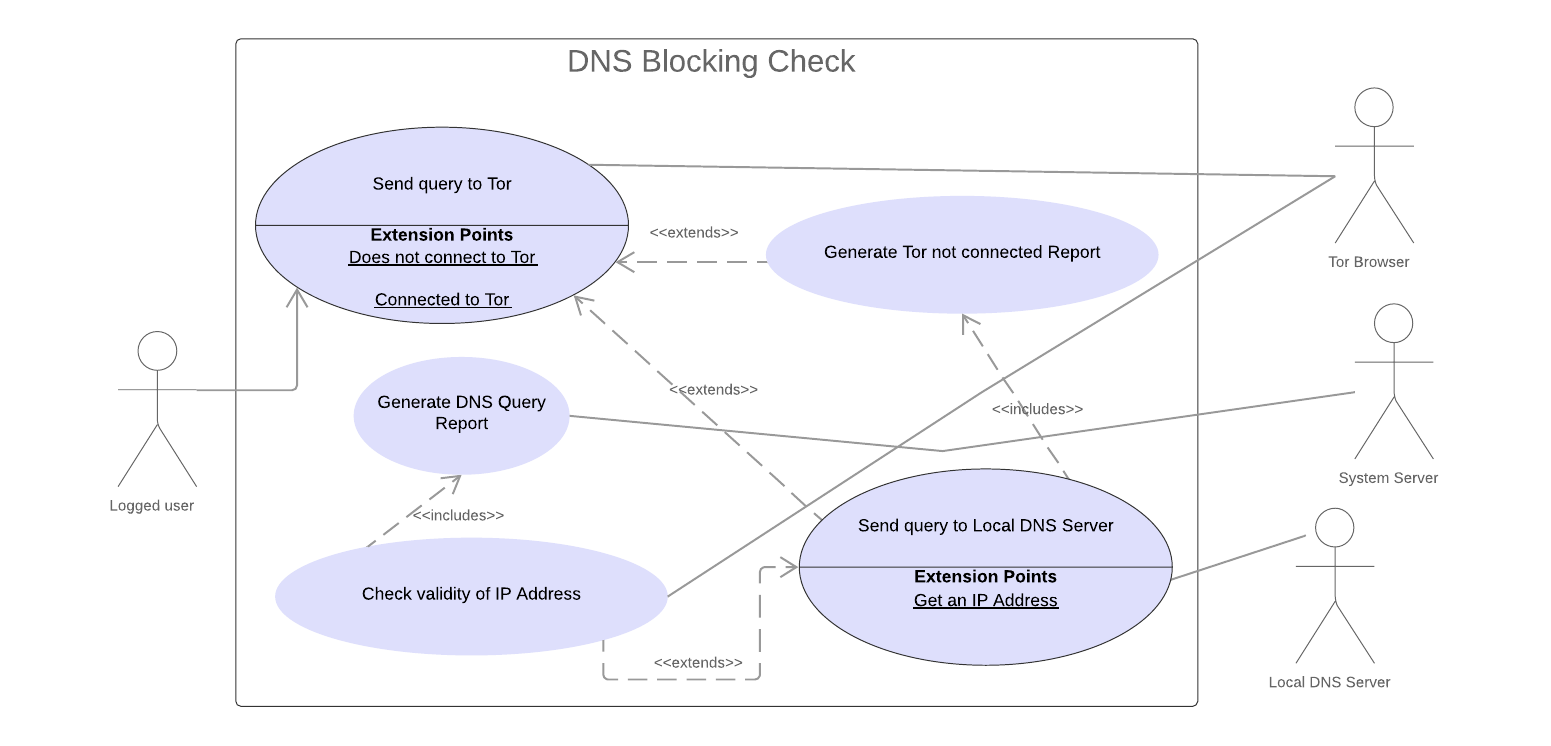 DNS Blocking Check
Send query to Tor
Extension Points
Does not connect to Tor
Connected to Tor
<<extends>>
Generate Tor not connected Report
Tor Browser
<<extends>>
<<includes>>
Generate DNS Query
Report
Logged user
System Server
<<includes>>
Send query to Local DNS Server
Extension Points
Get an IP Address
Check validity of IP Address
<<extends>>
Local DNS Server